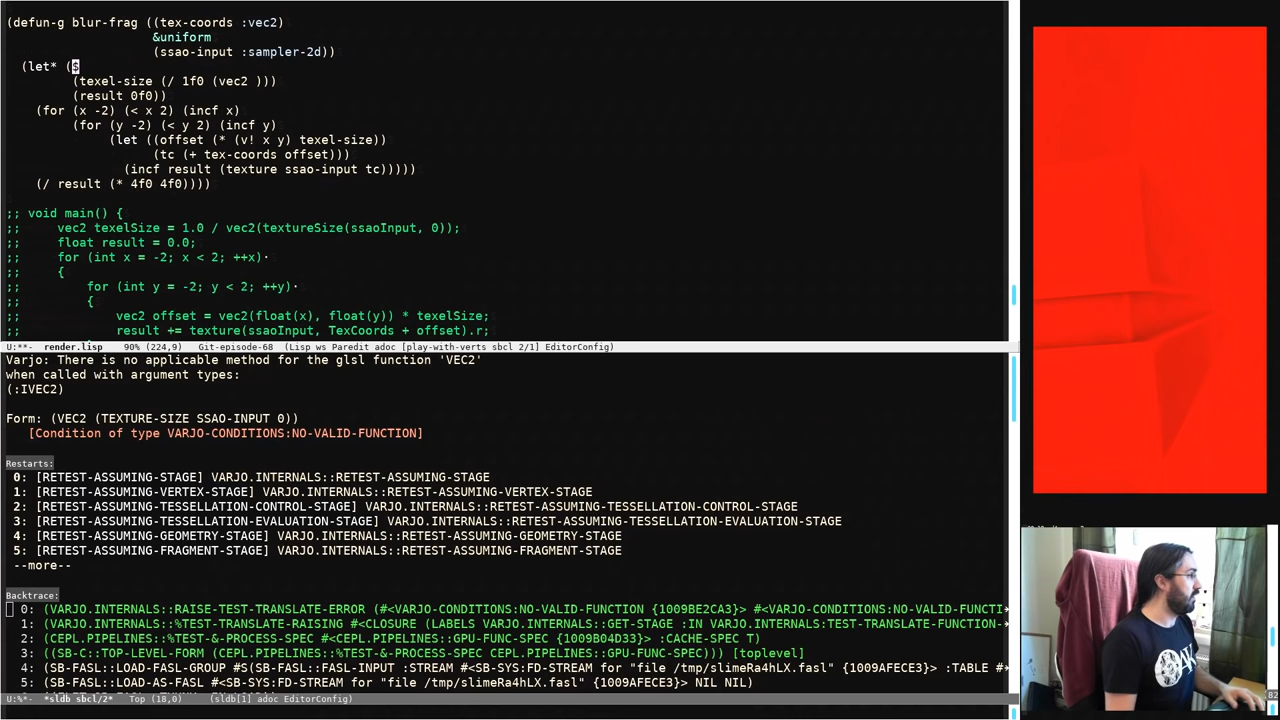 (defun-g blur-frag ((tex-coords :vec2)
&uniform
(ssao-input :sampler-2d))
(let* ($
(texel-size (/ 1f0 (vec2 )))
(result 0f0))
(for (x -2) (< x 2) (incf x)
(for (y -2) (< y 2) (incf y)
(let ((offset (* (v! x y) texel-size))
(tc (+ tex-coords offset)))
(incf result (texture ssao-input tc)))))
(/ result (* 4f0 4f0))))
;; void main() {
;; vec2 texelSize = 1.0 / vec2(textureSize(ssaoInput, 0));
;; float result = 0.0;
;; for (int x = -2; x < 2; ++x)·
;; {
;; for (int y = -2; y < 2; ++y)·
;; {
;; vec2 offset = vec2(float(x), float(y)) * texelSize;
;; result += texture(ssaoInput, TexCoords + offset).r;
U:**- render.lisp 90% (224,9) Git-episode-68 (Lisp ws Paredit adoc [play-with-verts sbcl 2/1] EditorConfig)
Varjo: There is no applicable method for the glsl function 'VEC2'
when called with argument types:
(:IVEC2)
Form: (VEC2 (TEXTURE-SIZE SSAO-INPUT 0))
[Condition of type VARJO-CONDITIONS:NO-VALID-FUNCTION]
Restarts:
0: [RETEST-ASSUMING-STAGE] VARJO.INTERNALS::RETEST-ASSUMING-STAGE
1: [RETEST-ASSUMING-VERTEX-STAGE] VARJO.INTERNALS::RETEST-ASSUMING-VERTEX-STAGE
2: [RETEST-ASSUMING-TESSELLATION-CONTROL-STAGE] VARJO.INTERNALS::RETEST-ASSUMING-TESSELLATION-CONTROL-STAGE
3: [RETEST-ASSUMING-TESSELLATION-EVALUATION-STAGE] VARJO.INTERNALS::RETEST-ASSUMING-TESSELLATION-EVALUATION-STAGE
4: [RETEST-ASSUMING-GEOMETRY-STAGE] VARJO.INTERNALS::RETEST-ASSUMING-GEOMETRY-STAGE
5: [RETEST-ASSUMING-FRAGMENT-STAGE] VARJO.INTERNALS::RETEST-ASSUMING-FRAGMENT-STAGE
--more--
Backtrace:
0: (VARJO.INTERNALS::RAISE-TEST-TRANSLATE-ERROR (#<VARJO-CONDITIONS:NO-VALID-FUNCTION {1009BE2CA3}> #<VARJO-CONDITIONS:NO-VALID-FUNCTI
1: (VARJO.INTERNALS::%TEST-TRANSLATE-RAISING #<CLOSURE (LABELS VARJO.INTERNALS::GET-STAGE :IN VARJO.INTERNALS:TEST-TRANSLATE-FUNCTION-
2: (CEPL.PIPELINES::%TEST-&-PROCESS-SPEC #<CEPL.PIPELINES::GPU-FUNC-SPEC {1009B04D33}> :CACHE-SPEC T)
3: ((SB-C::TOP-LEVEL-FORM (CEPL.PIPELINES::%TEST-&-PROCESS-SPEC CEPL.PIPELINES::GPU-FUNC-SPEC))) [toplevel]
4: (SB-FASL::LOAD-FASL-GROUP #S(SB-FASL::FASL-INPUT :STREAM #<SB-SYS:FD-STREAM for "file /tmp/slimeRa4hLX.fasl" {1009AFECE3}> :TABLE #
5: (SB-FASL::LOAD-AS-FASL #<SB-SYS:FD-STREAM for "file /tmp/slimeRa4hLX.fasl" {1009AFECE3}> NIL NIL)
U:%*- *sldb sbcl/2* Top (18,0) (sldb[1] adoc EditorConfig)
82